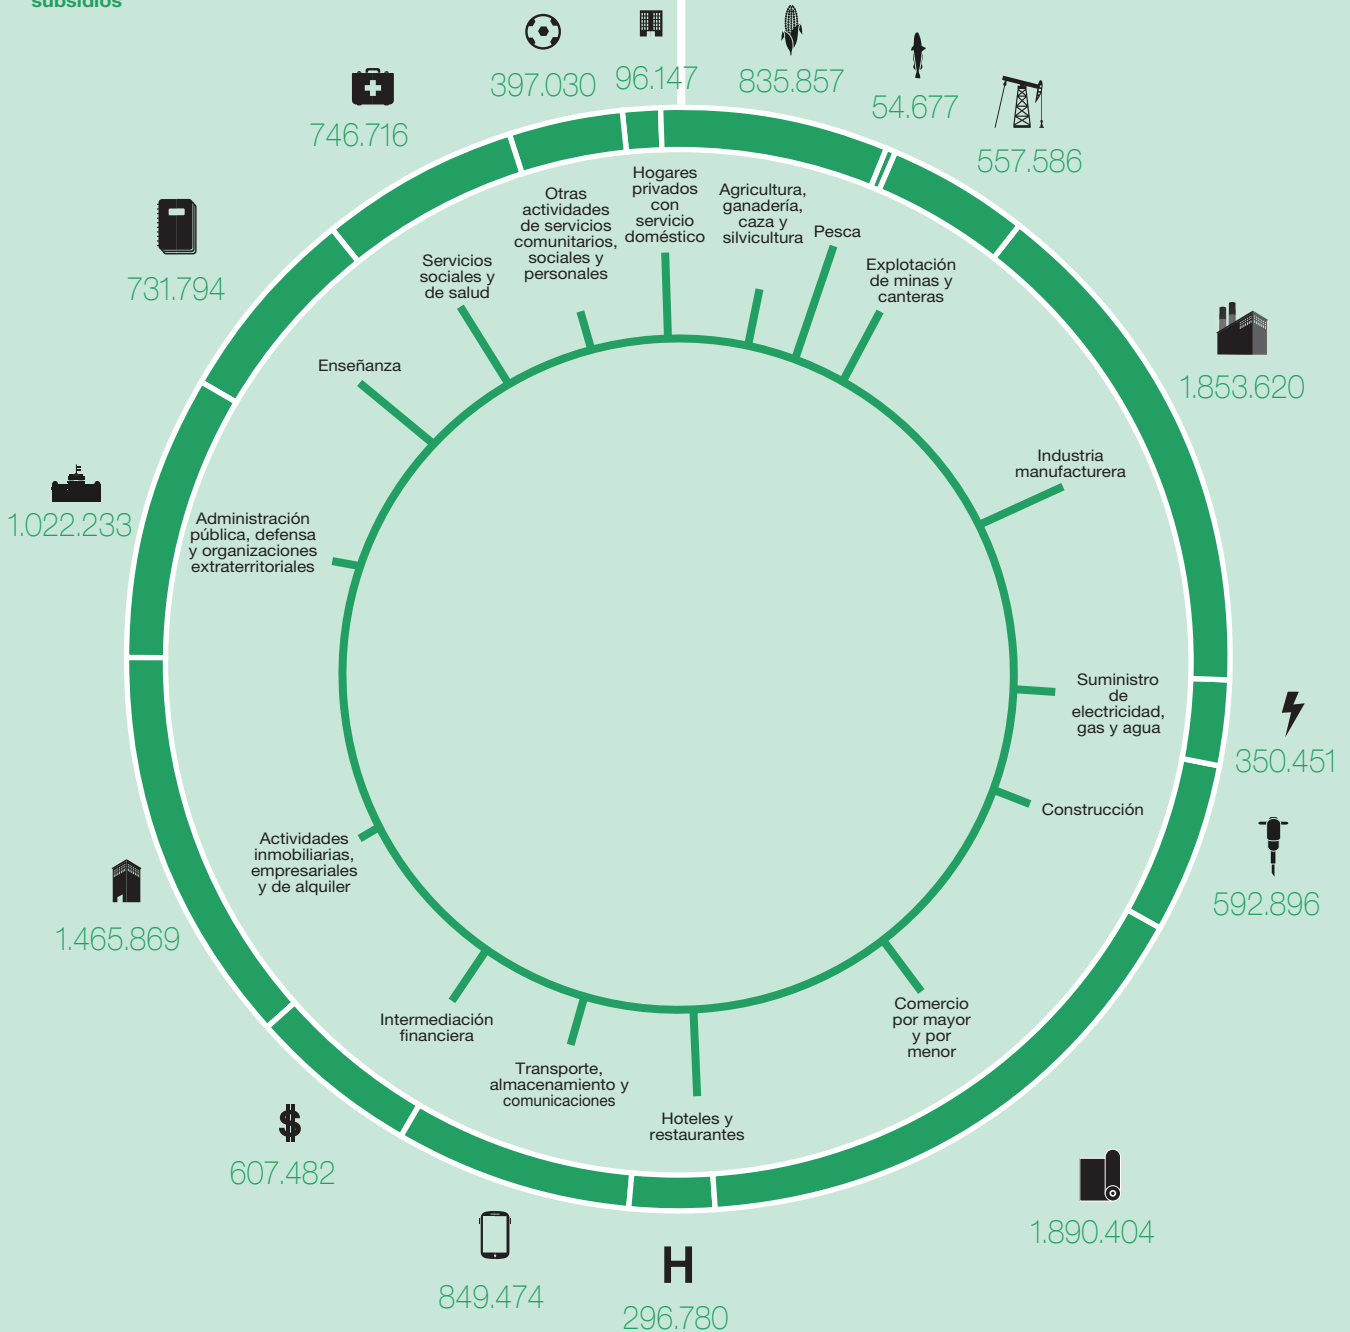 subsidios
397.030
96.147
835.857
54.677
557.586
746.716
731.794
1.022.233
1.465.869
607.482
849.474
296.780
1.890.404
592.896
350.451
1.853.620
Hogares
privados
con
servicio
doméstico
Agricultura,
ganadería,
caza y
silvicultura
Pesca
Explotación
de minas y
canteras
Industria
manufacturera
Suministro
de
electricidad,
gas y agua
Construcción
Comercio
por mayor
y por
menor
Hoteles y
restaurantes
Transporte,
almacenamiento y
comunicaciones
Intermediación
financiera
Actividades
inmobiliarias,
empresariales
y de alquiler
Administración
pública, defensa
y organizaciones
extraterritoriales
Enseñanza
Servicios
sociales y
de salud
Otras
actividades
de servicios
comunitarios,
sociales y
personales
$
H